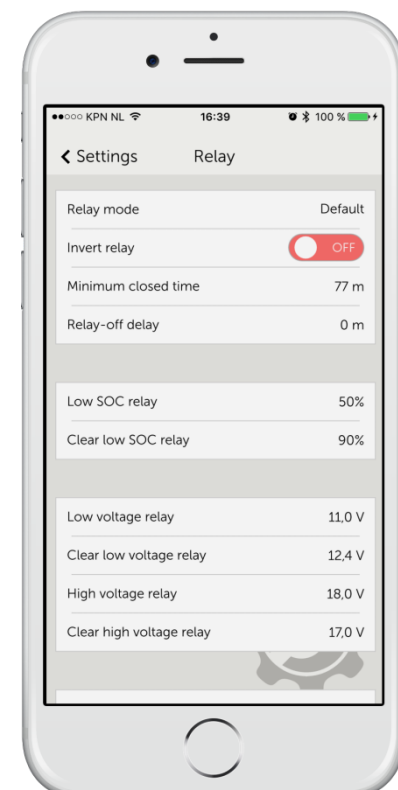 KPN NL 16:39 100 %
Settings Relay
Relay mode Default
Invert relay OFF
Minimum closed time 77 m
Relay-off delay 0 m
Low SOC relay 50%
Clear low SOC relay 90%
Low voltage relay 11,0 V
Clear low voltage relay 12,4 V
High voltage relay 18,0 V
Clear high voltage relay 17,0 V